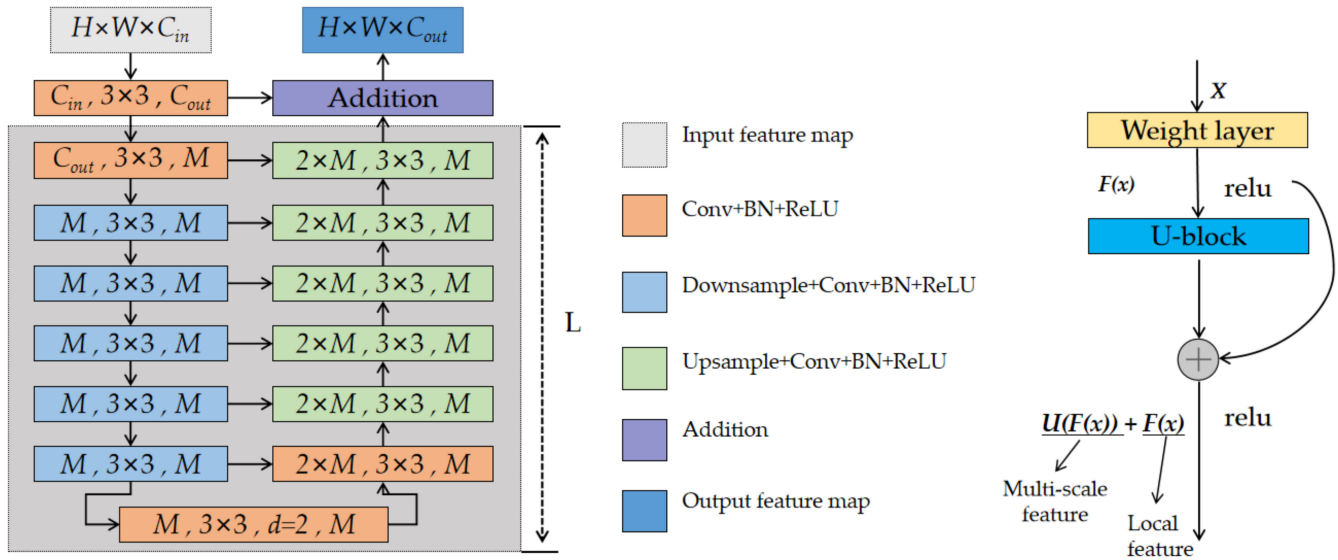 H×W×C_in
H×W×C_out
C_in , 3×3 , C_out
Addition
C_out , 3×3 , M
2×M , 3×3 , M
M , 3×3 , M
2×M , 3×3 , M
M , 3×3 , M
2×M , 3×3 , M
M , 3×3 , M
2×M , 3×3 , M
M , 3×3 , M
2×M , 3×3 , M
M , 3×3 , M
2×M , 3×3 , M
M , 3×3 , d=2 , M
L
Input feature map
Conv+BN+ReLU
Downsample+Conv+BN+ReLU
Upsample+Conv+BN+ReLU
Addition
Output feature map
X
Weight layer
F(x)
relu
U-block
+
relu
U(F(x)) + F(x)
Multi-scale
feature
Local
feature